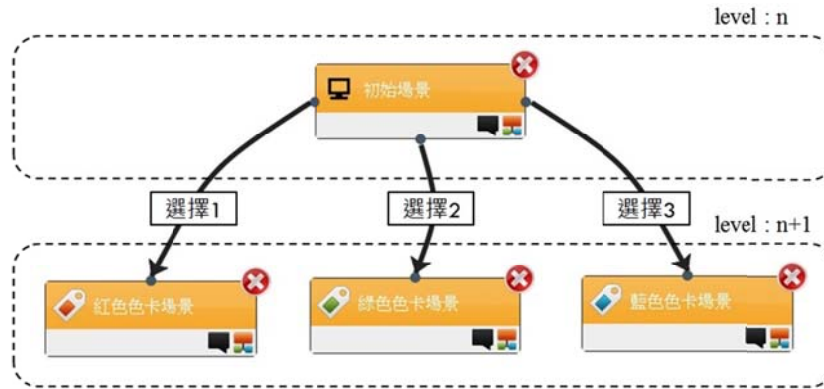 level : n
初始場景
選擇1
選擇2
選擇3
level : n+1
紅色色卡場景
綠色色卡場景
藍色色卡場景